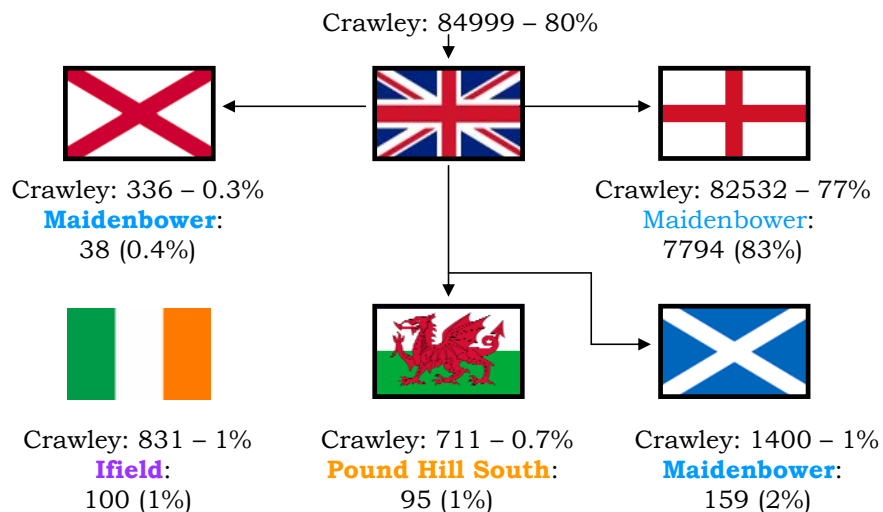 Crawley: 84999 – 80%
Crawley: 336 – 0.3%
Maidenbower:
38 (0.4%)
Crawley: 82532 – 77%
Maidenbower:
7794 (83%)
Crawley: 831 – 1%
Ifield:
100 (1%)
Crawley: 711 – 0.7%
Pound Hill South:
95 (1%)
Crawley: 1400 – 1%
Maidenbower:
159 (2%)